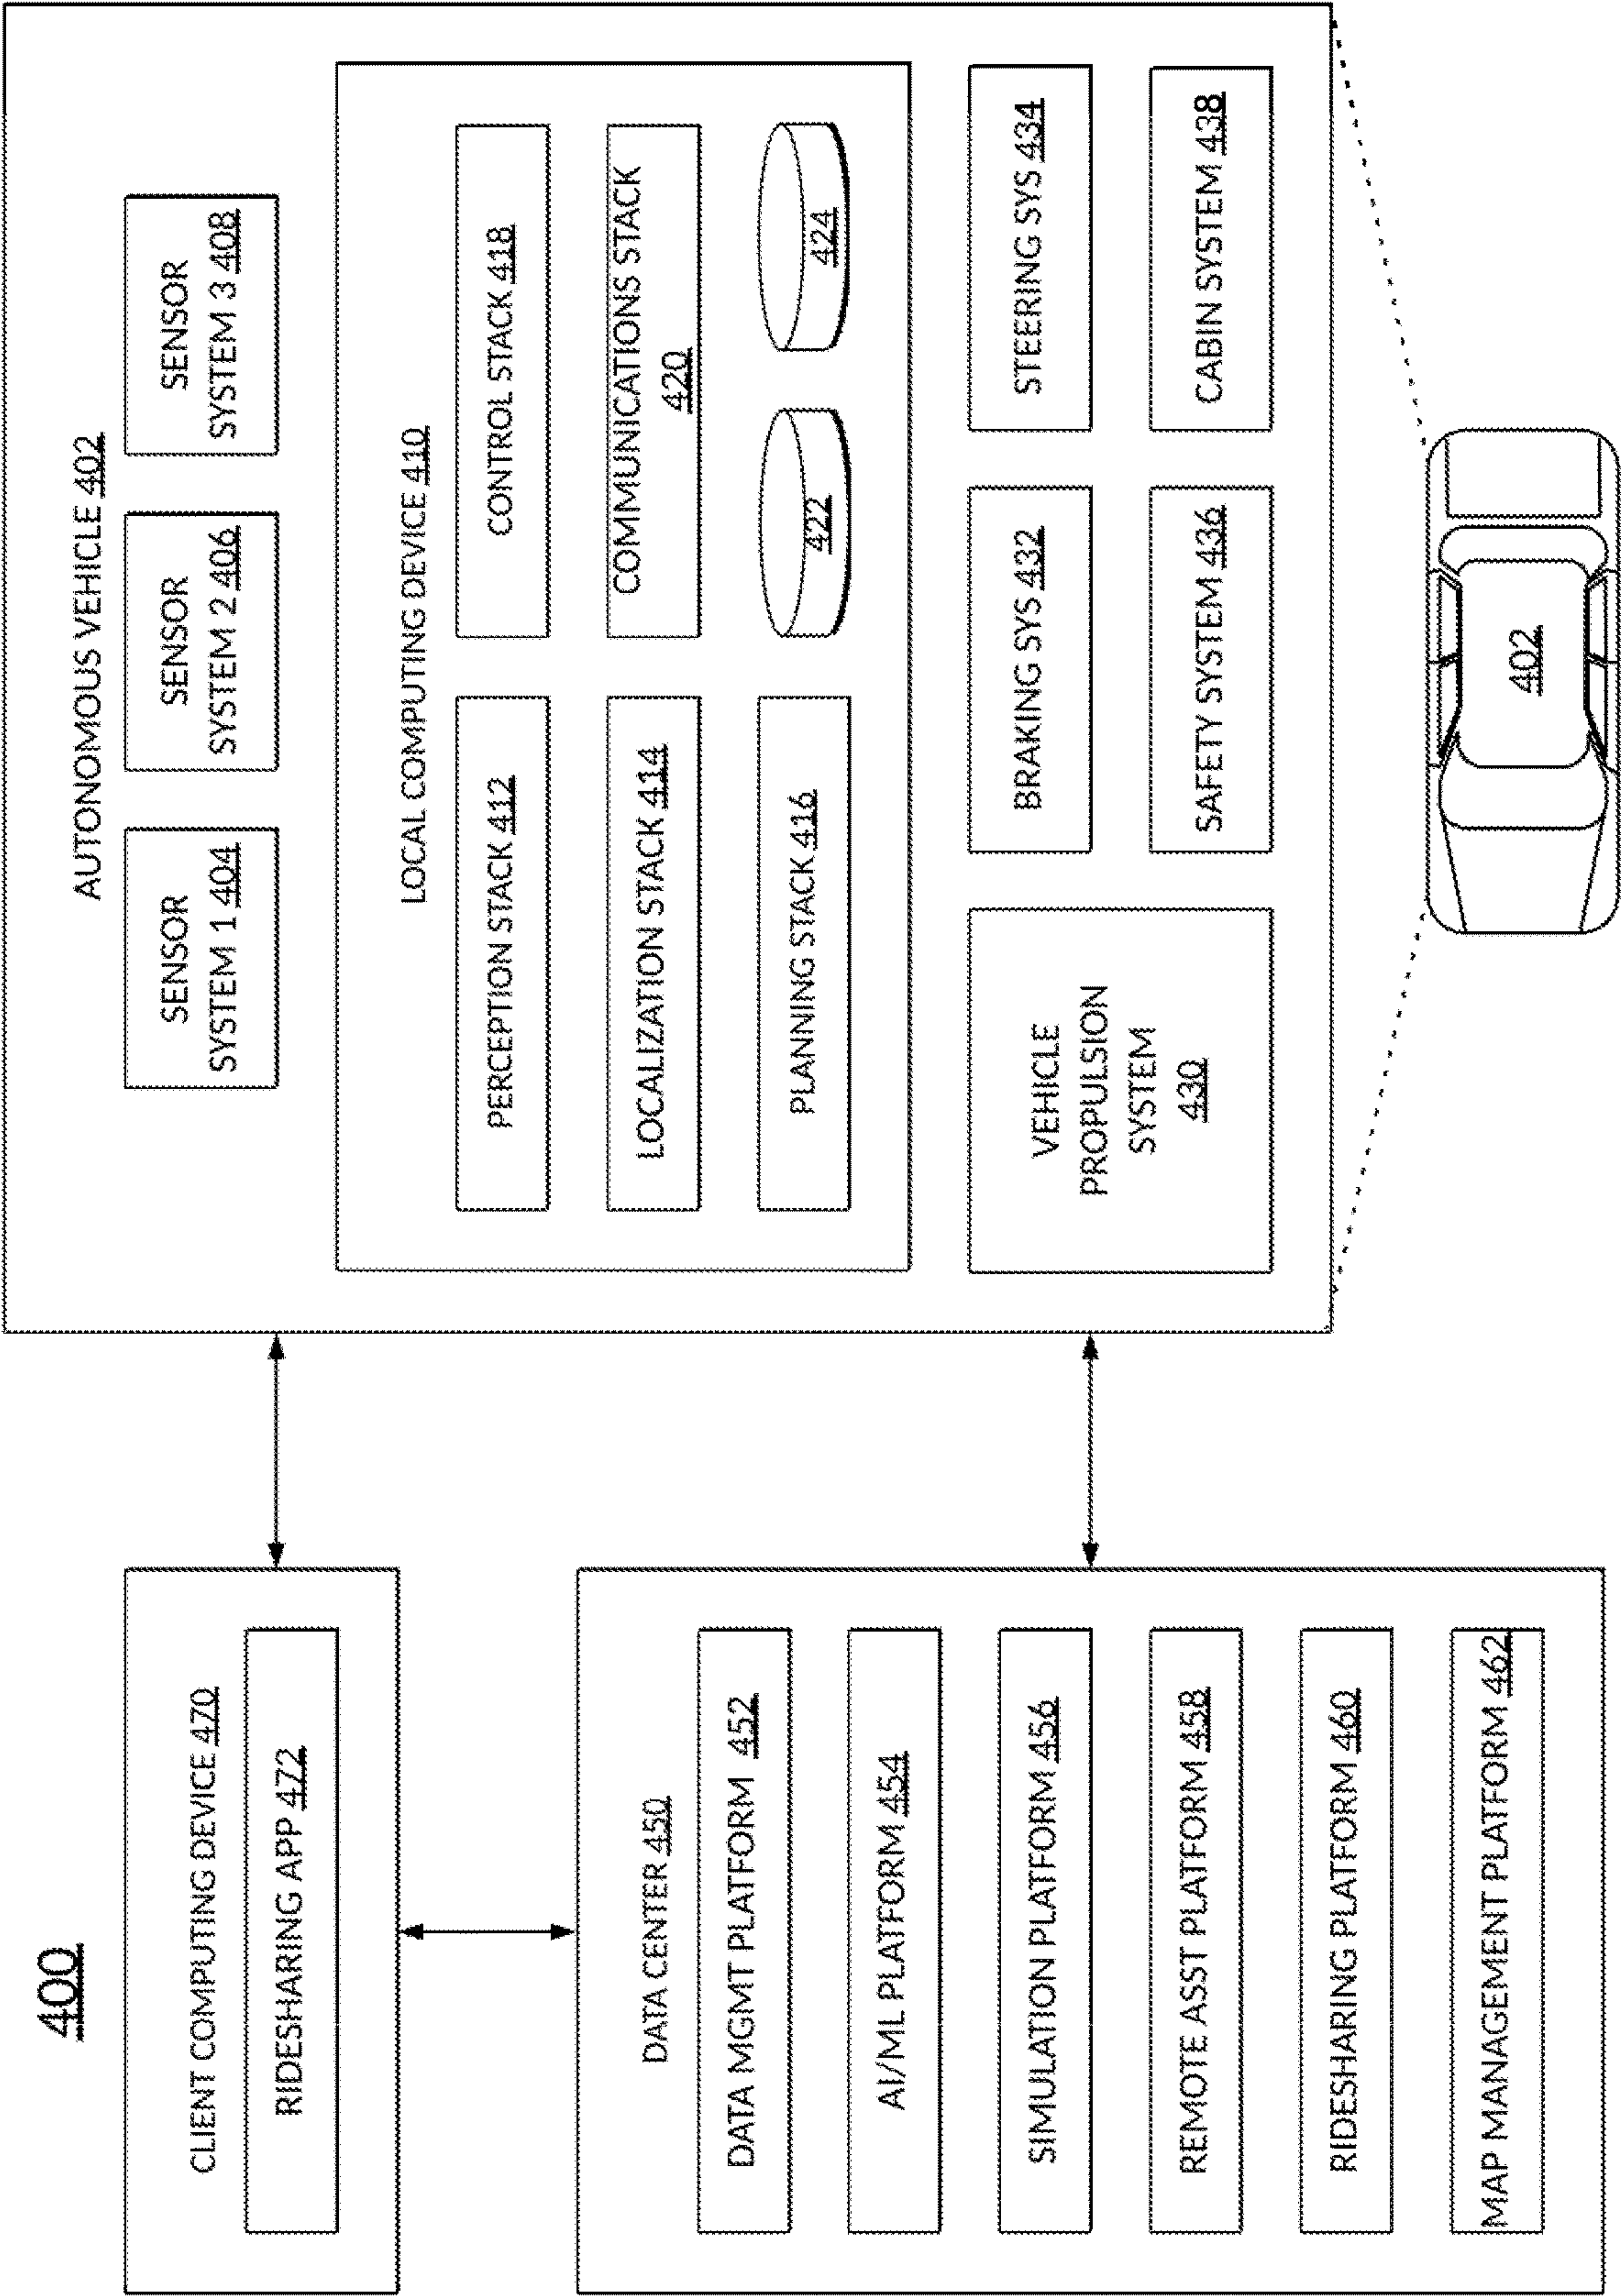 400
CLIENT COMPUTING DEVICE 470
RIDESHARING APP 472
DATA CENTER 450
DATA MGMT PLATFORM 452
AI/ML PLATFORM 454
SIMULATION PLATFORM 456
REMOTE ASST PLATFORM 458
RIDESHARING PLATFORM 460
MAP MANAGEMENT PLATFORM 462
AUTONOMOUS VEHICLE 402
SENSOR
SYSTEM 1 404
SENSOR
SYSTEM 2 406
SENSOR
SYSTEM 3 408
LOCAL COMPUTING DEVICE 410
PERCEPTION STACK 412
LOCALIZATION STACK 414
PLANNING STACK 416
CONTROL STACK 418
COMMUNICATIONS STACK
420
422
424
VEHICLE
PROPULSION
SYSTEM
430
BRAKING SYS 432
STEERING SYS 434
SAFETY SYSTEM 436
CABIN SYSTEM 438
402